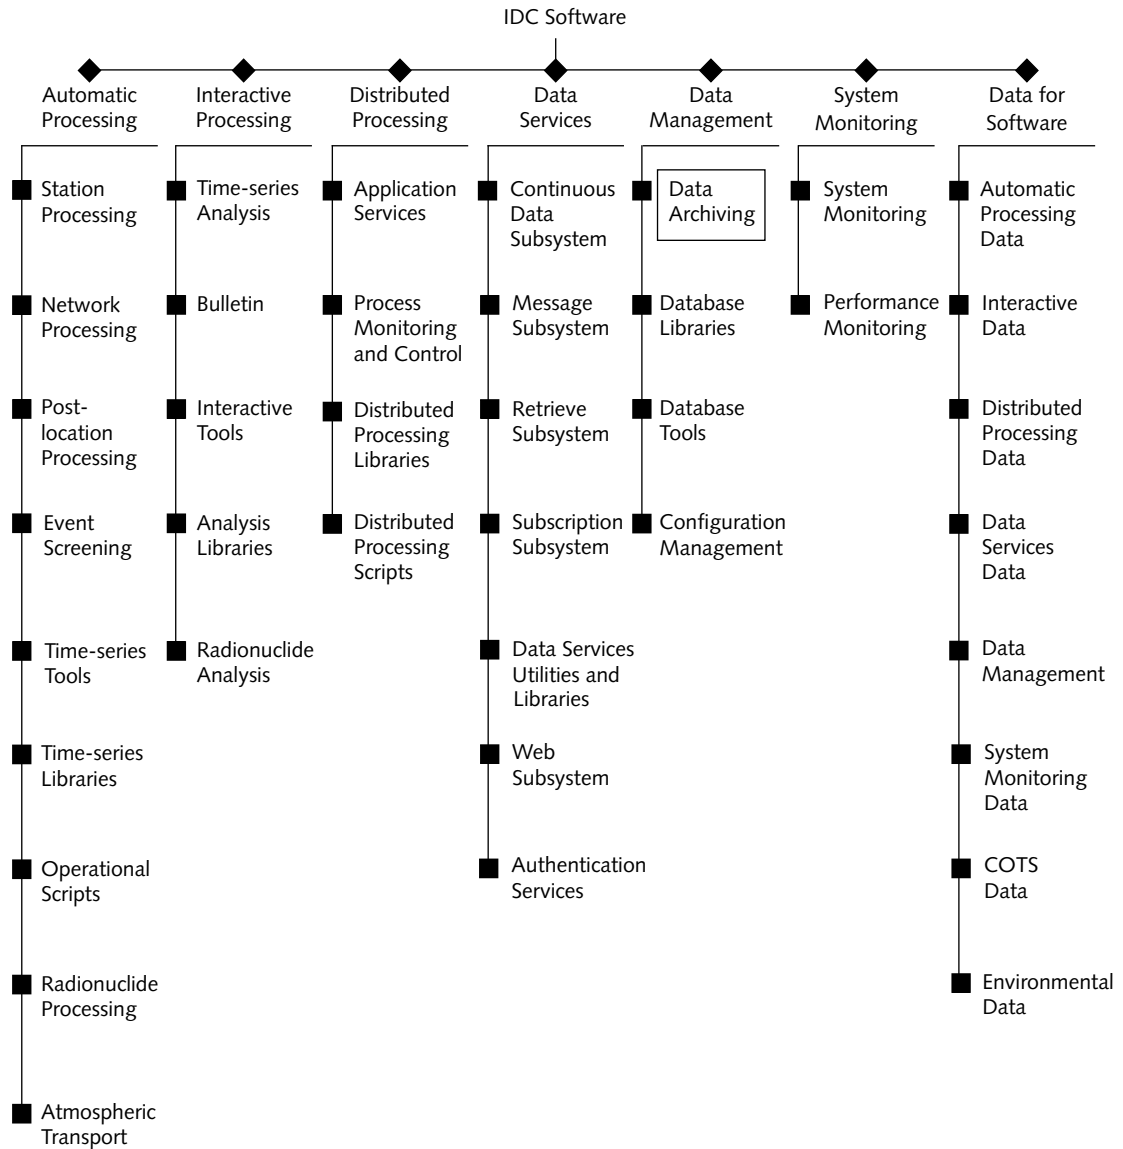 IDC Software
Automatic
Processing
Interactive
Processing
Distributed
Processing
Data
Services
Data
Management
System
Monitoring
Data for
Software
Station
Processing
Network
Processing
Post-
location
Processing
Event
Screening
Time-series
Tools
Time-series
Libraries
Operational
Scripts
Radionuclide
Processing
Atmospheric
Transport
Time-series
Analysis
Bulletin
Interactive
Tools
Analysis
Libraries
Radionuclide
Analysis
Application
Services
Process
Monitoring
and Control
Distributed
Processing
Libraries
Distributed
Processing
Scripts
Continuous
Data
Subsystem
Message
Subsystem
Retrieve
Subsystem
Subscription
Subsystem
Data Services
Utilities and
Libraries
Web
Subsystem
Authentication
Services
Data
Archiving
Database
Libraries
Database
Tools
Configuration
Management
System
Monitoring
Performance
Monitoring
Automatic
Processing
Data
Interactive
Data
Distributed
Processing
Data
Data
Services
Data
Data
Management
System
Monitoring
Data
COTS
Data
Environmental
Data